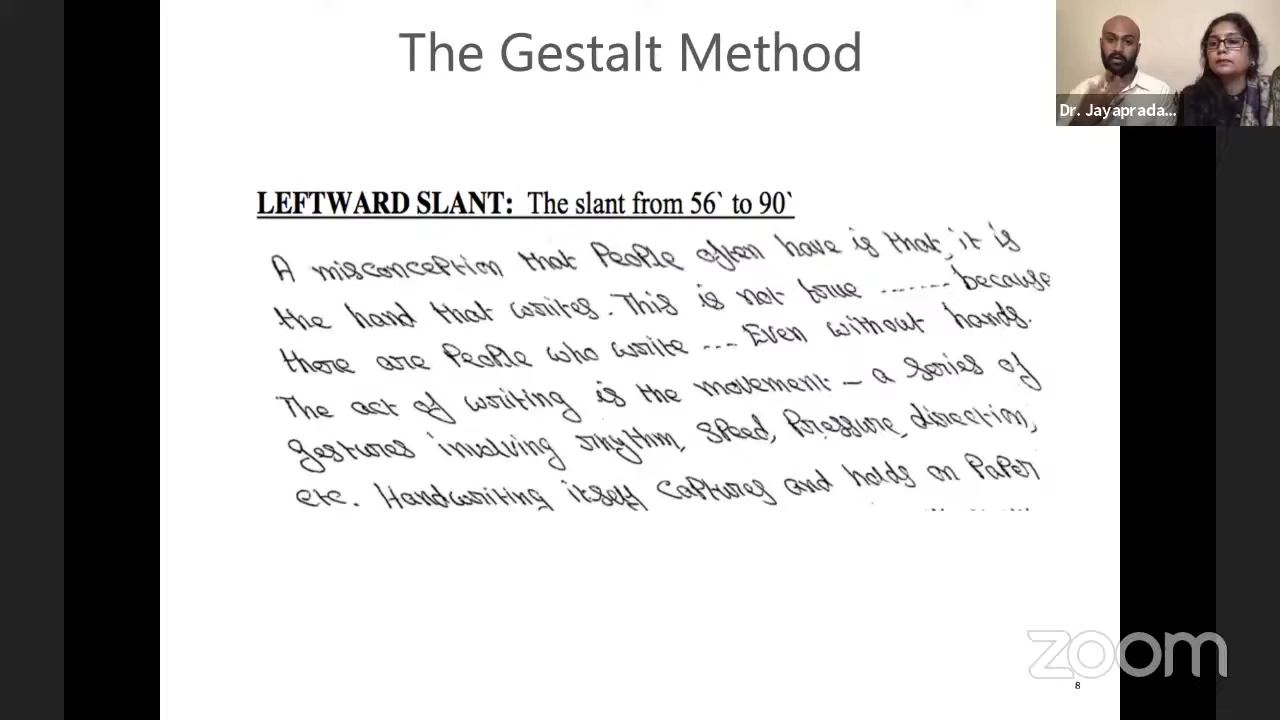 The Gestalt Method
Dr. Jayaprada...
LEFTWARD SLANT: The slant from 56` to 90`
A misconception that People often have is that, it is
the hand that writes. This is not true ....... because
there are People who write .... Even without hands.
The act of writing is the movement – a series of
gestures involving rhythm, speed, Pressure, direction,
etc. Handwriting itself captures and holds on PaPer
zoom
8